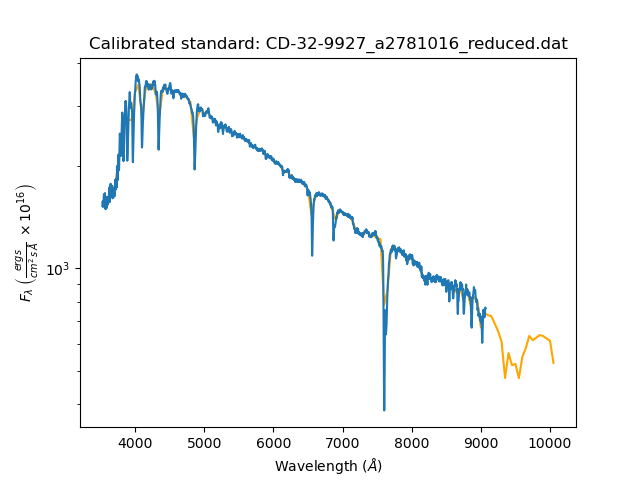 Calibrated standard: CD-32-9927_a2781016_reduced.dat
F_λ (ergs / cm² s Å × 10¹⁶)
10³
4000 5000 6000 7000 8000 9000 10000
Wavelength (Å)